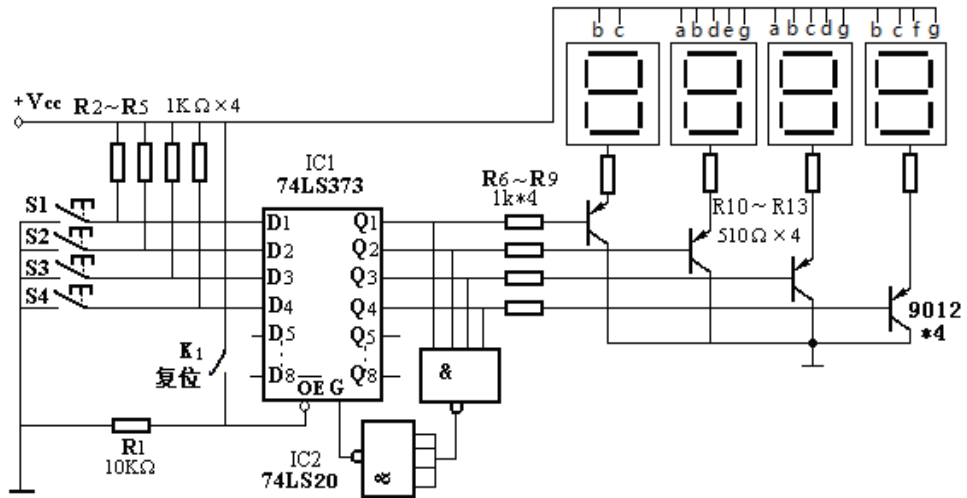 b c a b d e g a b c d g b c f g
+Vcc R2～R5 1KΩ×4
IC1
74LS373
R6～R9
1k*4
S1
S2
S3
S4
D1 Q1
D2 Q2
D3 Q3
D4 Q4
D5 Q5
D8 Q8
OE G
R10～R13
510Ω×4
9012
*4
K1
复位
&
R1
10KΩ
IC2
74LS20
&